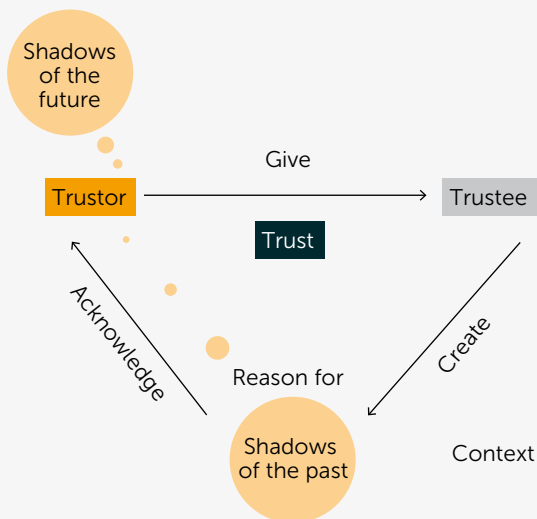 Shadows
of the
future
Give
Trustor
Trustee
Trust
Acknowledge
Create
Reason for
Shadows
of the past
Context